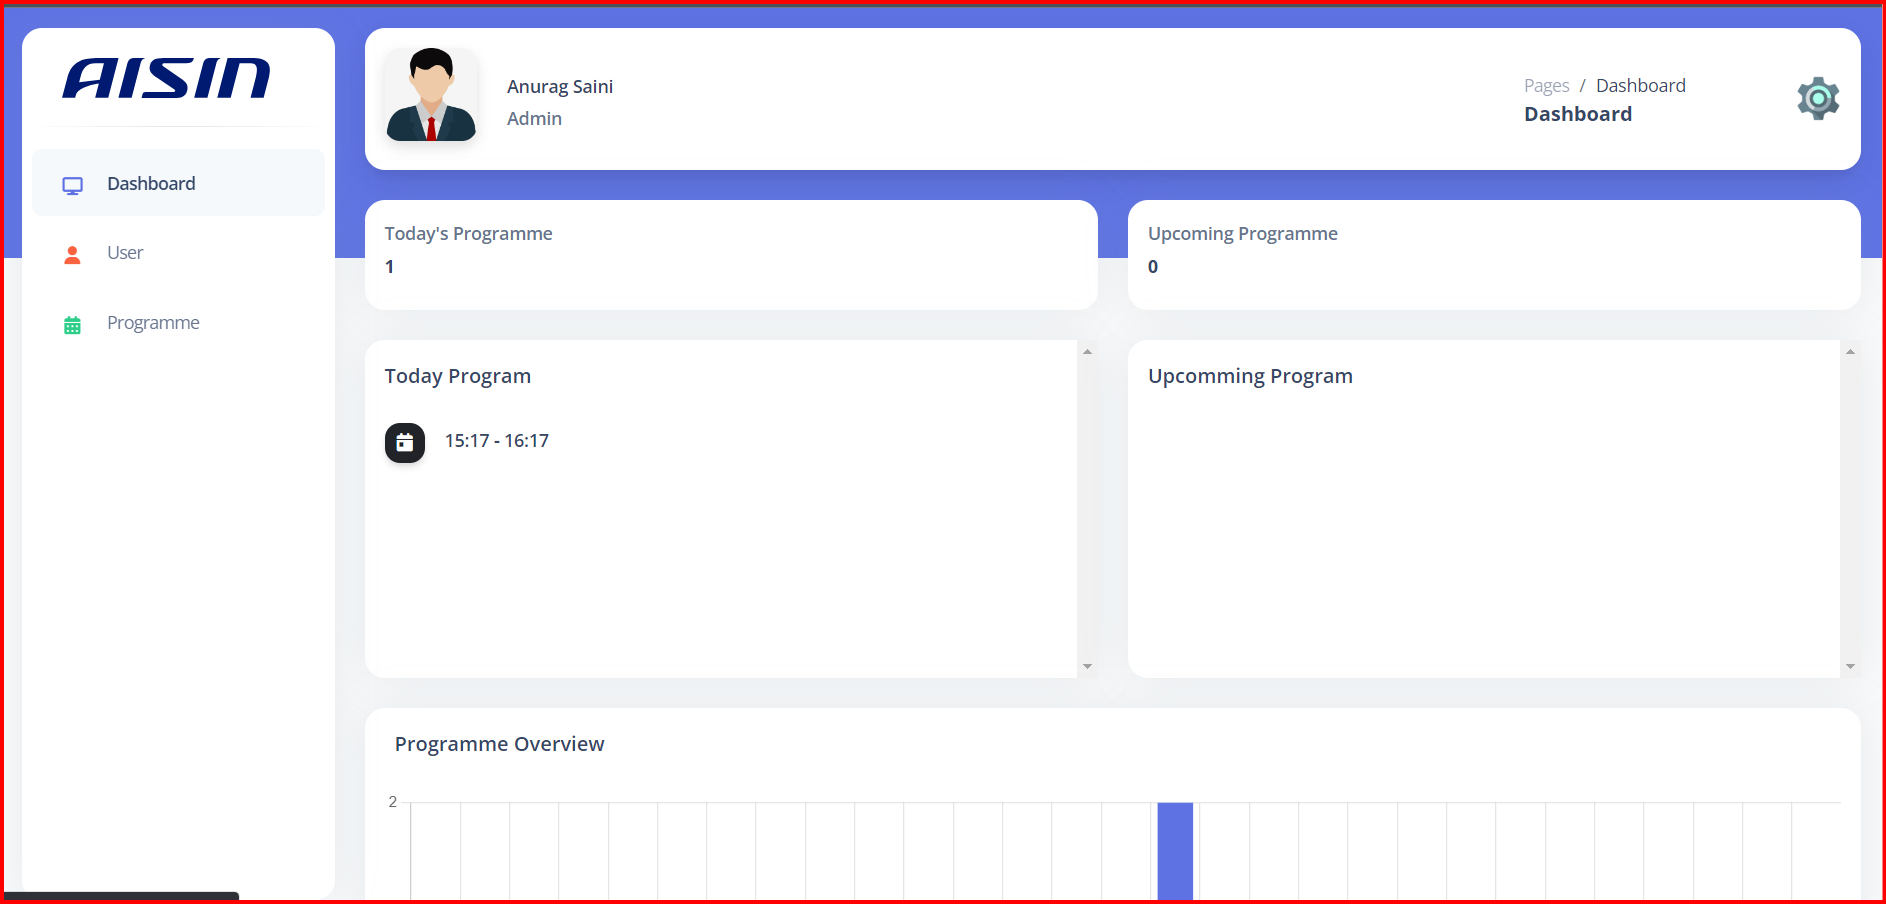 AISIN
Dashboard
User
Programme
Anurag Saini
Admin
Pages / Dashboard
Dashboard
Today's Programme
1
Upcoming Programme
0
Today Program
15:17 - 16:17
Upcomming Program
Programme Overview
2